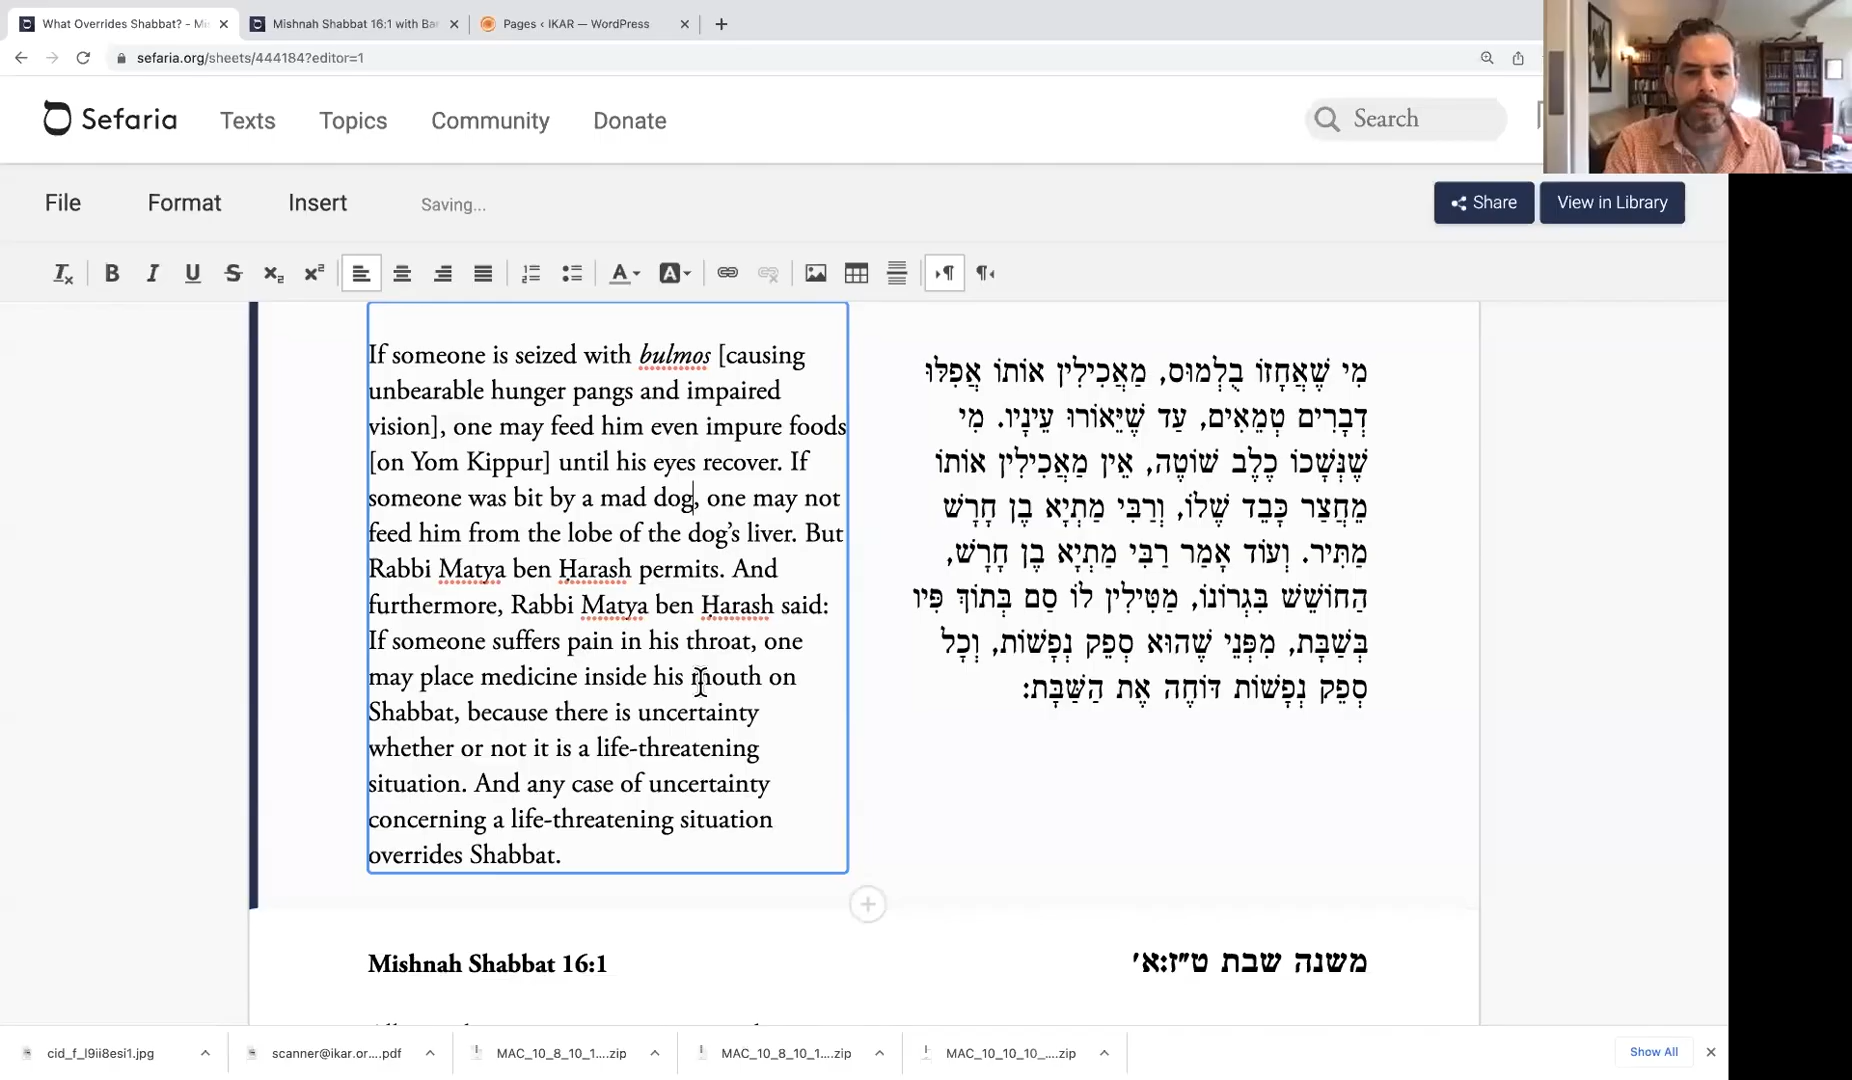 What Overrides Shabbat? - M
Mishnah Shabbat 16:1 with Bar
Pages ‹ IKAR — WordPress
sefaria.org/sheets/444184?editor=1
Sefaria
Texts
Topics
Community
Donate
Search
File
Format
Insert
Saving...
Share
View in Library
If someone is seized with bulmos [causing
unbearable hunger pangs and impaired
vision], one may feed him even impure foods
[on Yom Kippur] until his eyes recover. If
someone was bit by a mad dog, one may not
feed him from the lobe of the dog’s liver. But
Rabbi Matya ben Ḥarash permits. And
furthermore, Rabbi Matya ben Ḥarash said:
If someone suffers pain in his throat, one
may place medicine inside his mouth on
Shabbat, because there is uncertainty
whether or not it is a life-threatening
situation. And any case of uncertainty
concerning a life-threatening situation
overrides Shabbat.
מִי שֶׁאֲחָזוֹ בֻלְמוּס, מַאֲכִילִין אוֹתוֹ אֲפִלּוּ
דְבָרִים טְמֵאִים, עַד שֶׁיֵּאוֹרוּ עֵינָיו. מִי
שֶׁנְּשָׁכוֹ כֶלֶב שׁוֹטֶה, אֵין מַאֲכִילִין אוֹתוֹ
מֵחֲצַר כָּבֵד שֶׁלוֹ, וְרַבִּי מַתְיָא בֶן חָרָשׁ
מַתִּיר. וְעוֹד אָמַר רַבִּי מַתְיָא בֶן חָרָשׁ,
הַחוֹשֵׁשׁ בִּגְרוֹנוֹ, מַטִּילִין לוֹ סַם בְּתוֹךְ פִּיו
בְּשַׁבָּת, מִפְּנֵי שֶׁהוּא סְפֵק נְפָשׁוֹת, וְכָל
סְפֵק נְפָשׁוֹת דּוֹחֶה אֶת הַשַּׁבָּת:
Mishnah Shabbat 16:1
משנה שבת ט״ז:א׳
cid_f_l9ii8esi1.jpg
scanner@ikar.or....pdf
MAC_10_8_10_1....zip
MAC_10_8_10_1....zip
MAC_10_10_10_....zip
Show All